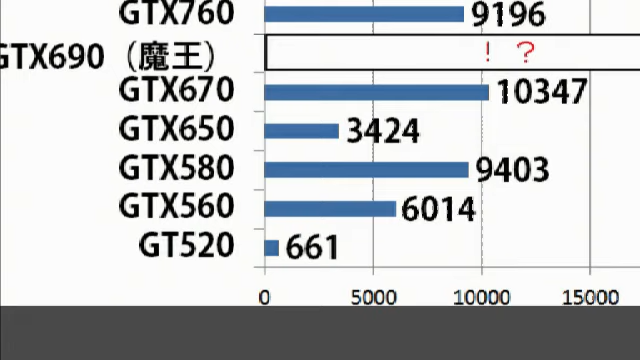 GTX760 9196
GTX690（魔王） ！？
GTX670 10347
GTX650 3424
GTX580 9403
GTX560 6014
GT520 661
0 5000 10000 15000